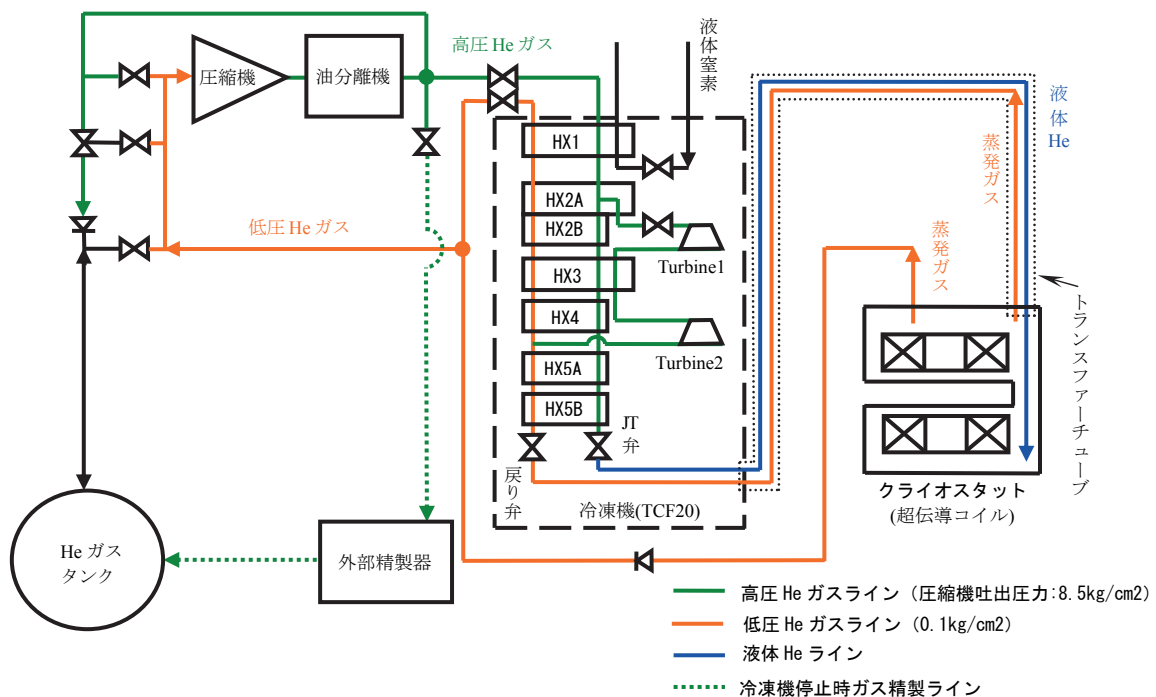 高圧 He ガス
液体窒素
圧縮機
油分離機
液体He
蒸発ガス
HX1
HX2A
HX2B
低圧 He ガス
蒸発ガス
Turbine1
HX3
HX4
トランスファーチューブ
Turbine2
HX5A
HX5B
JT弁
戻り弁
クライオスタット
(超伝導コイル)
冷凍機(TCF20)
He ガス
タンク
外部精製器
高圧 He ガスライン (圧縮機吐出圧力:8.5kg/cm2)
低圧 He ガスライン (0.1kg/cm2)
液体 He ライン
冷凍機停止時ガス精製ライン